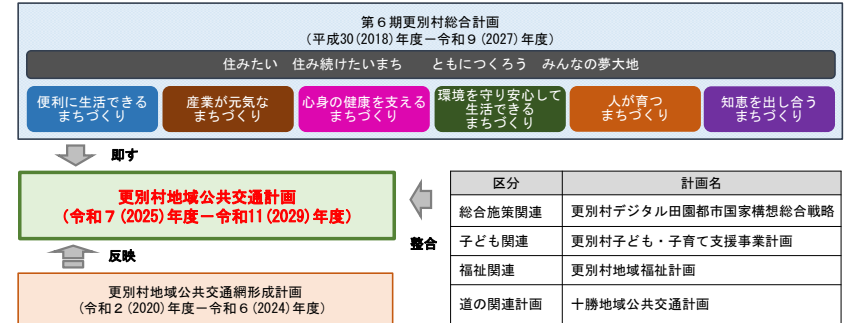 第6期更別村総合計画
(平成30(2018)年度－令和9(2027)年度)
住みたい 住み続けたいまち ともにつくろう みんなの夢大地
便利に生活できる
まちづくり
産業が元気な
まちづくり
心身の健康を支える
まちづくり
環境を守り安心して
生活できる
まちづくり
人が育つ
まちづくり
知恵を出し合う
まちづくり
即す
更別村地域公共交通計画
(令和7(2025)年度－令和11(2029)年度)
整合
反映
更別村地域公共交通網形成計画
(令和2(2020)年度－令和6(2024)年度)
区分 計画名
総合施策関連 更別村デジタル田園都市国家構想総合戦略
子ども関連 更別村子ども・子育て支援事業計画
福祉関連 更別村地域福祉計画
道の関連計画 十勝地域公共交通計画